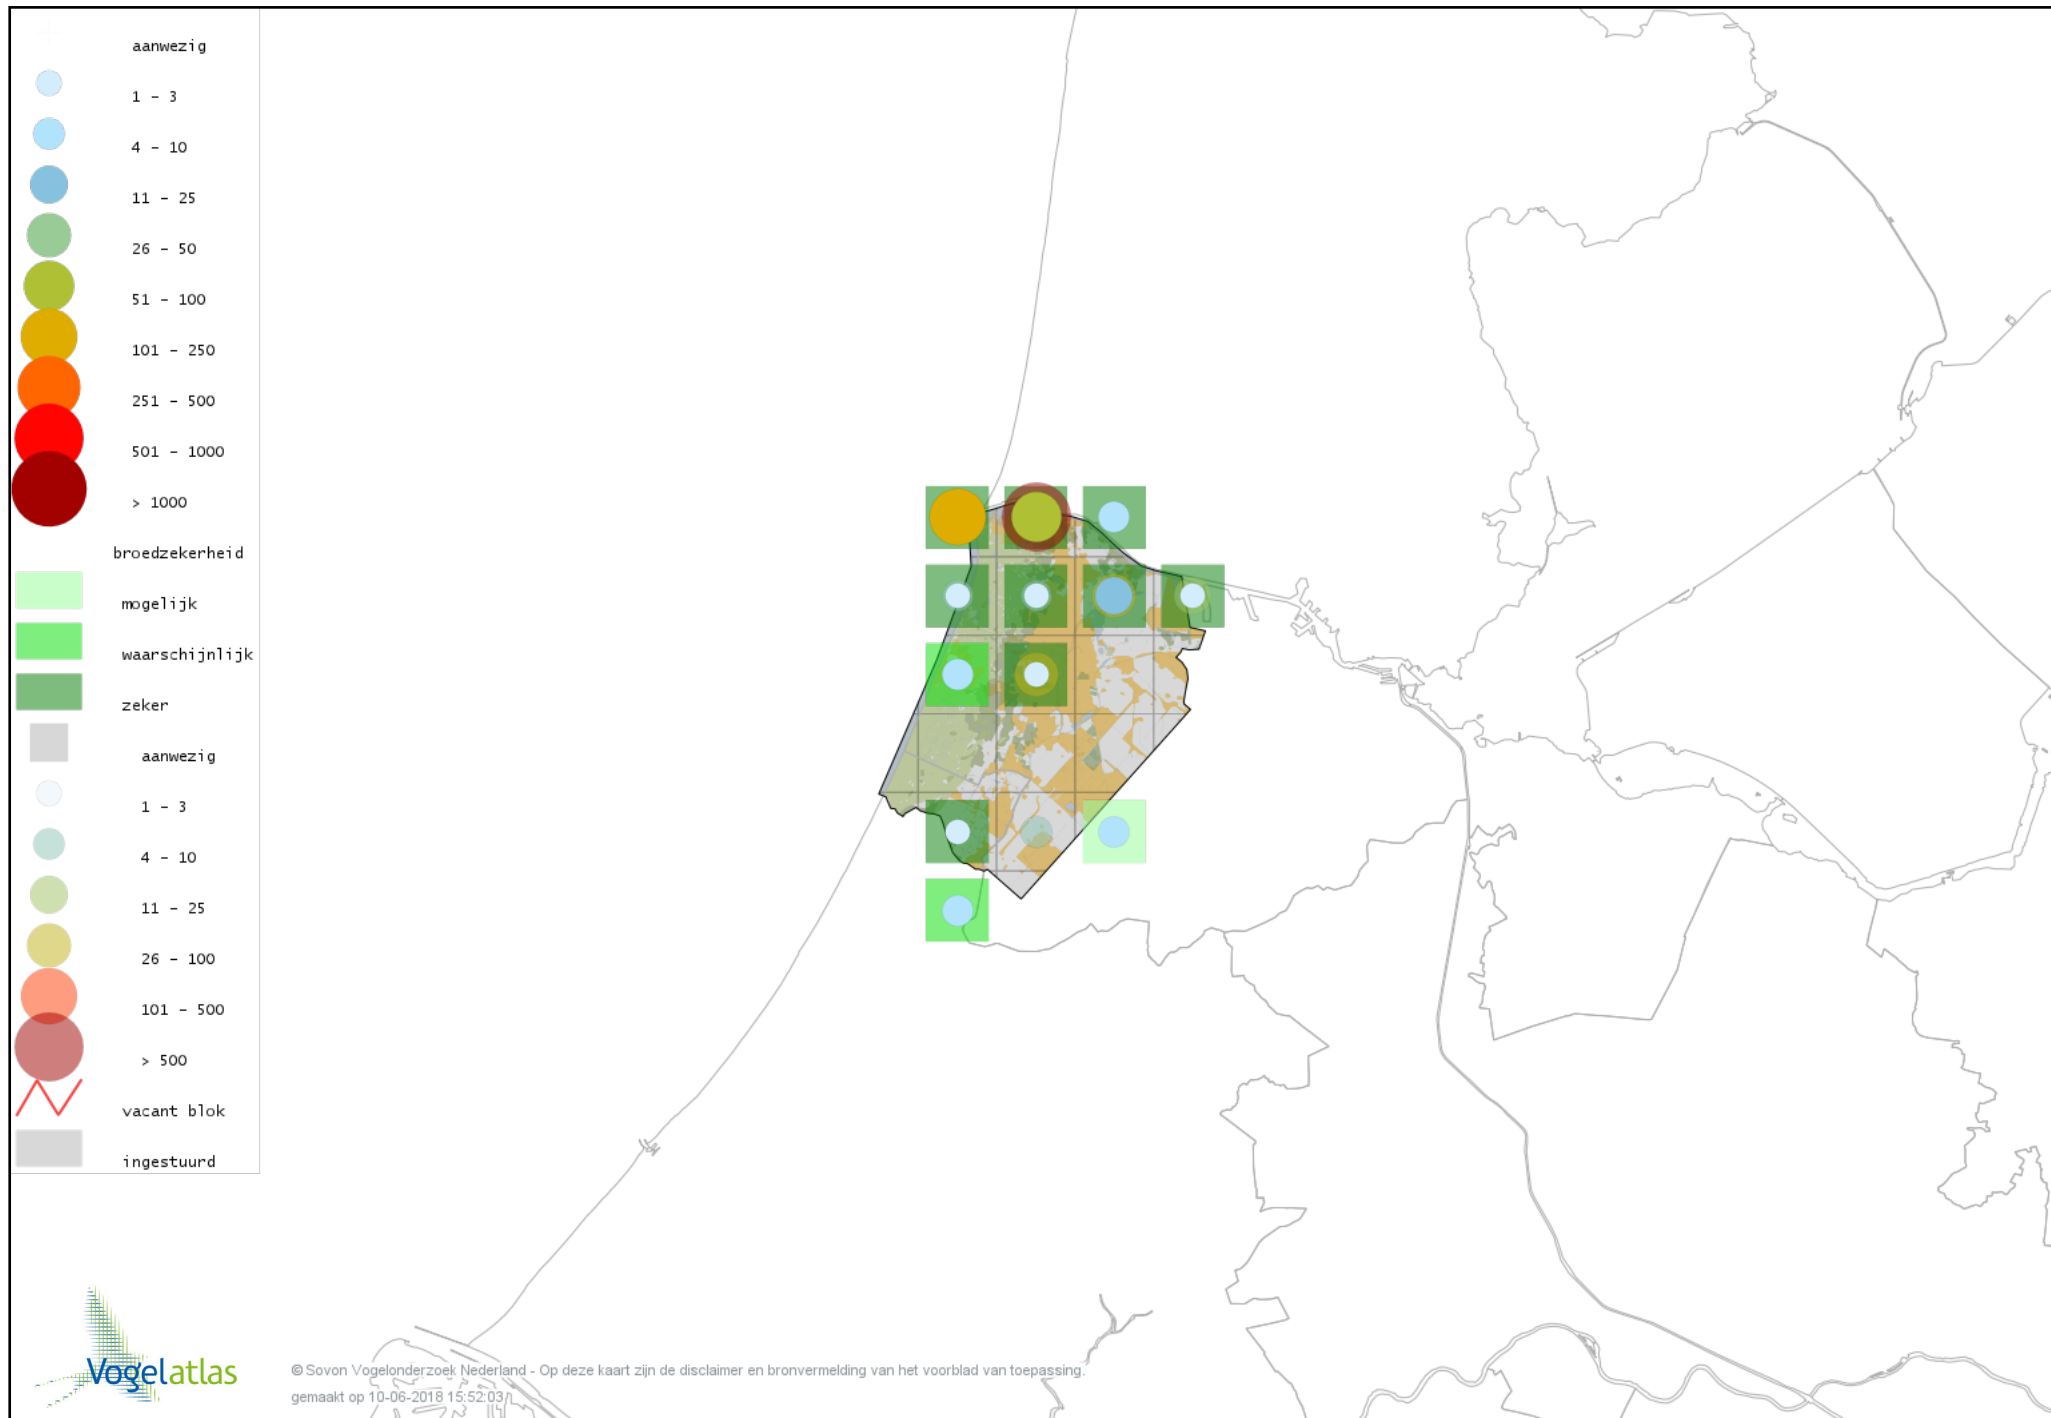 aanwezig
1 - 3
4 - 10
11 - 25
26 - 50
51 - 100
101 - 250
251 - 500
501 - 1000
> 1000
broedzekerheid
mogelijk
waarschijnlijk
zeker
aanwezig
1 - 3
4 - 10
11 - 25
26 - 100
101 - 500
> 500
vacant blok
ingestuurd
Vogelatlas
© Sovon Vogelonderzoek Nederland - Op deze kaart zijn de disclaimer en bronvermelding van het voorblad van toepassing.
gemaakt op 10-06-2018 15:52:03